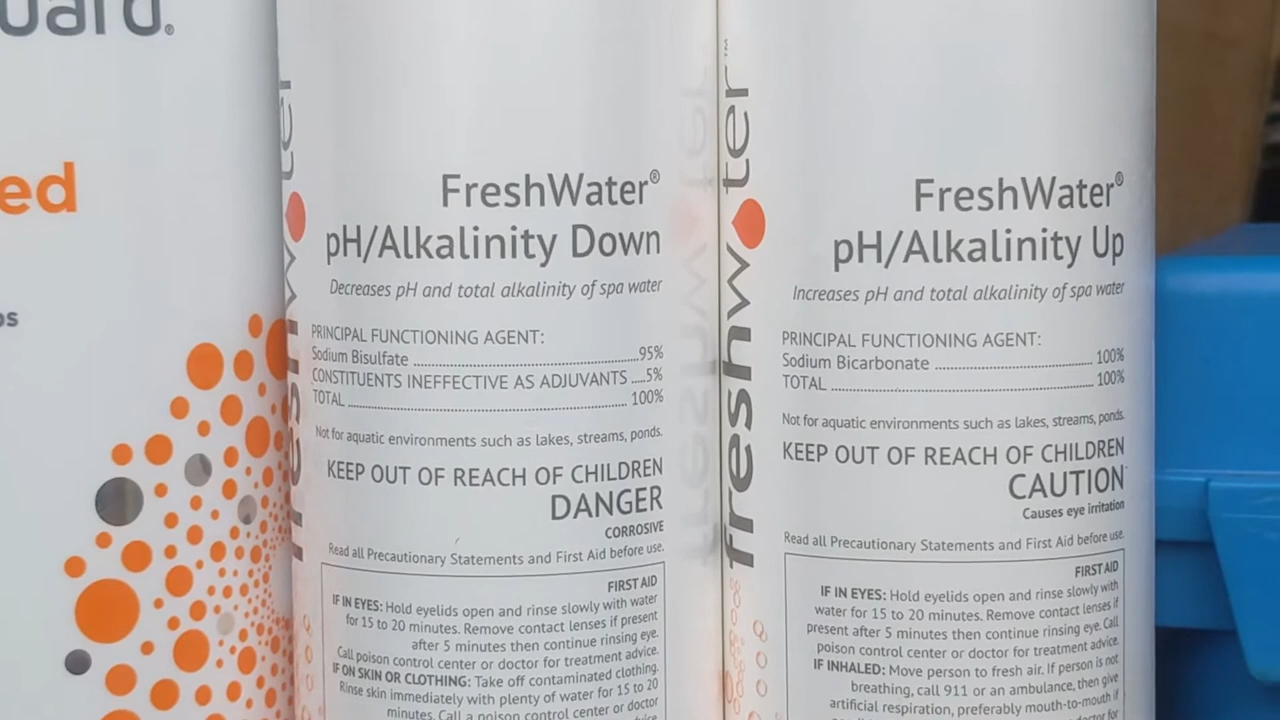 ed
freshwater
FreshWater®
pH/Alkalinity Down
Decreases pH and total alkalinity of spa water
PRINCIPAL FUNCTIONING AGENT:
Sodium Bisulfate ........................................................95%
CONSTITUENTS INEFFECTIVE AS ADJUVANTS .....5%
TOTAL ...................................................................... 100%
Not for aquatic environments such as lakes, streams, ponds.
KEEP OUT OF REACH OF CHILDREN
DANGER
CORROSIVE
Read all Precautionary Statements and First Aid before use.
FIRST AID
IF IN EYES: Hold eyelids open and rinse slowly with water
for 15 to 20 minutes. Remove contact lenses if present
after 5 minutes then continue rinsing eye.
Call poison control center or doctor for treatment advice.
IF ON SKIN OR CLOTHING: Take off contaminated clothing.
Rinse skin immediately with plenty of water for 15 to 20
minutes. Call a poison control center or doctor
freshwater™
FreshWater®
pH/Alkalinity Up
Increases pH and total alkalinity of spa water
PRINCIPAL FUNCTIONING AGENT:
Sodium Bicarbonate ....................................... 100%
TOTAL ................................................................. 100%
Not for aquatic environments such as lakes, streams, ponds.
KEEP OUT OF REACH OF CHILDREN
CAUTION
Causes eye irritation
Read all Precautionary Statements and First Aid before use.
FIRST AID
IF IN EYES: Hold eyelids open and rinse slowly with
water for 15 to 20 minutes. Remove contact lenses if
present after 5 minutes then continue rinsing eye. Call
poison control center or doctor for treatment advice.
IF INHALED: Move person to fresh air. If person is not
breathing, call 911 or an ambulance, then give
artificial respiration, preferably mouth-to-mouth if
doctor for